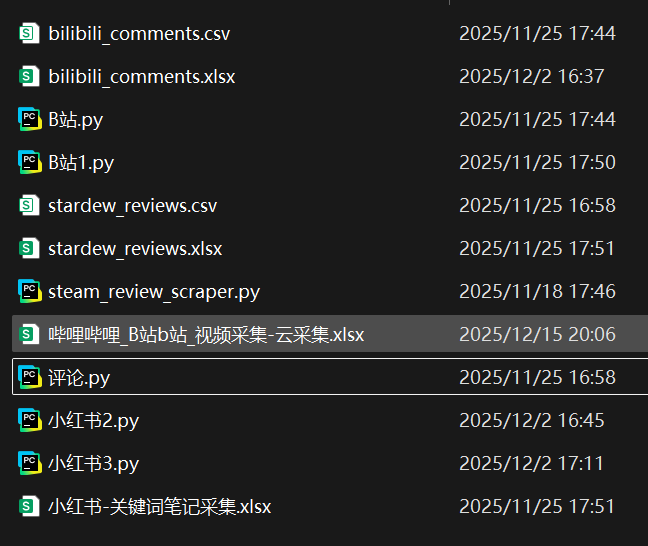 bilibili_comments.csv 2025/11/25 17:44
bilibili_comments.xlsx 2025/12/2 16:37
B站.py 2025/11/25 17:44
B站1.py 2025/11/25 17:50
stardew_reviews.csv 2025/11/25 16:58
stardew_reviews.xlsx 2025/11/25 17:51
steam_review_scraper.py 2025/11/18 17:46
哔哩哔哩_B站b站_视频采集-云采集.xlsx 2025/12/15 20:06
评论.py 2025/11/25 16:58
小红书2.py 2025/12/2 16:45
小红书3.py 2025/12/2 17:11
小红书-关键词笔记采集.xlsx 2025/11/25 17:51